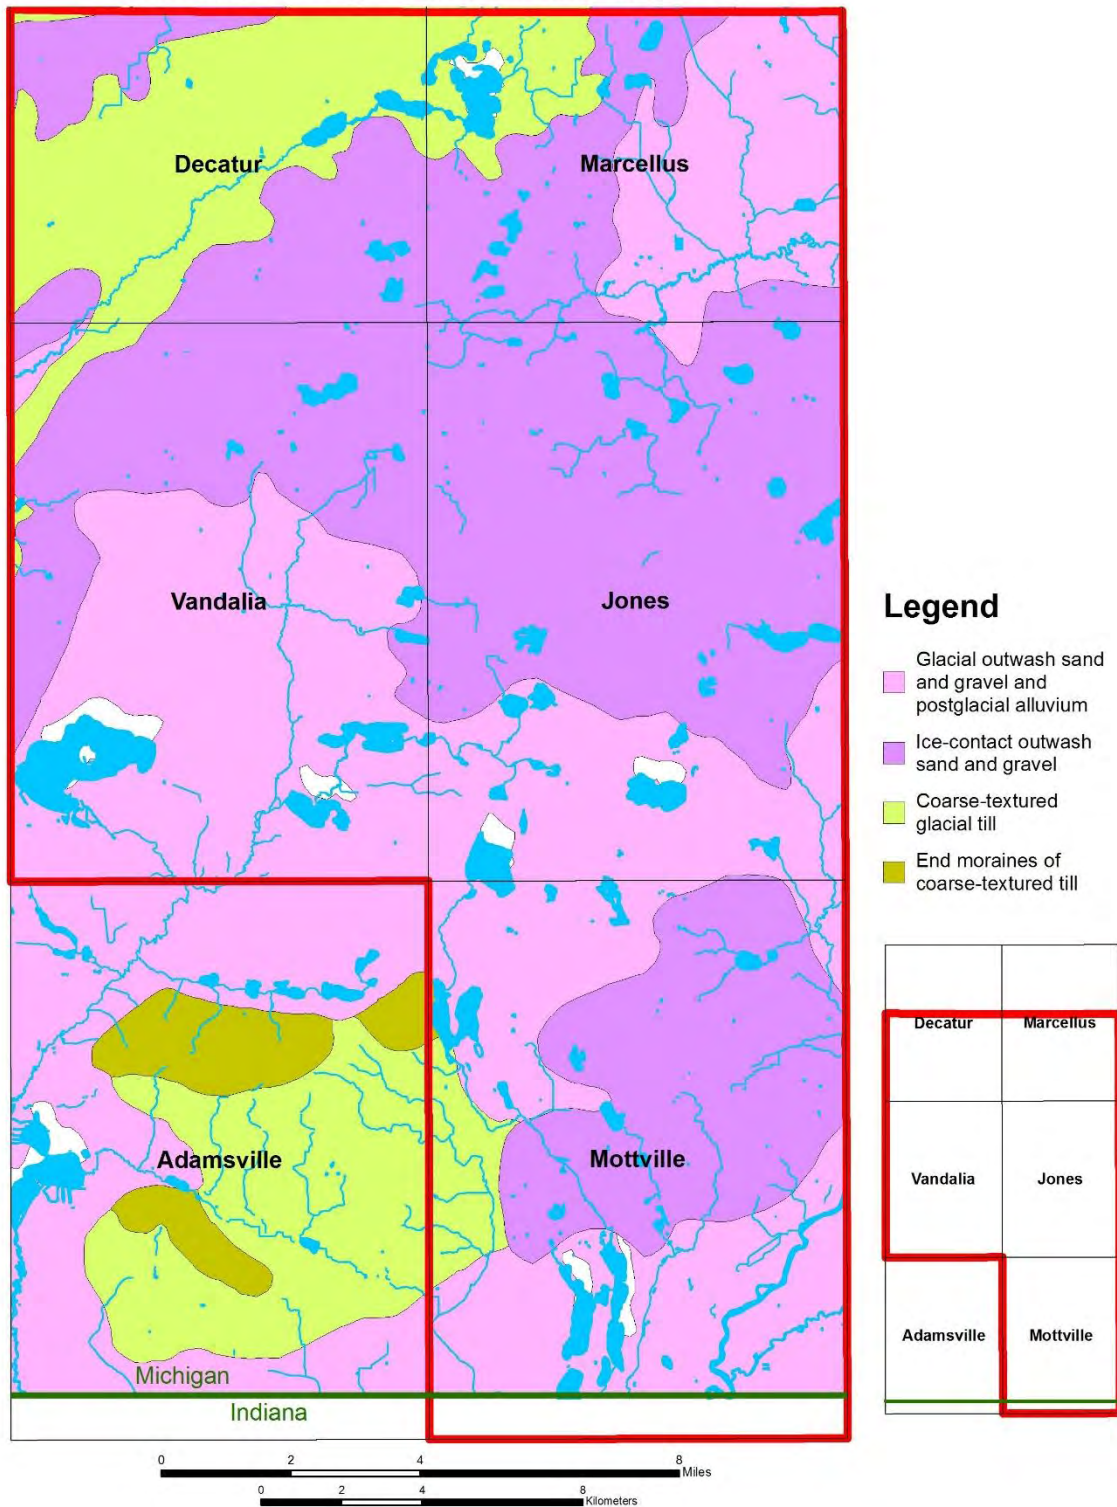 Decatur
Marcellus
Vandalia
Jones
Adamsville
Mottville
Michigan
Indiana
0 2 4 8
Miles
0 2 4 8
Kilometers
Legend
Glacial outwash sand
and gravel and
postglacial alluvium
Ice-contact outwash
sand and gravel
Coarse-textured
glacial till
End moraines of
coarse-textured till
Decatur
Marcellus
Vandalia
Jones
Adamsville
Mottville